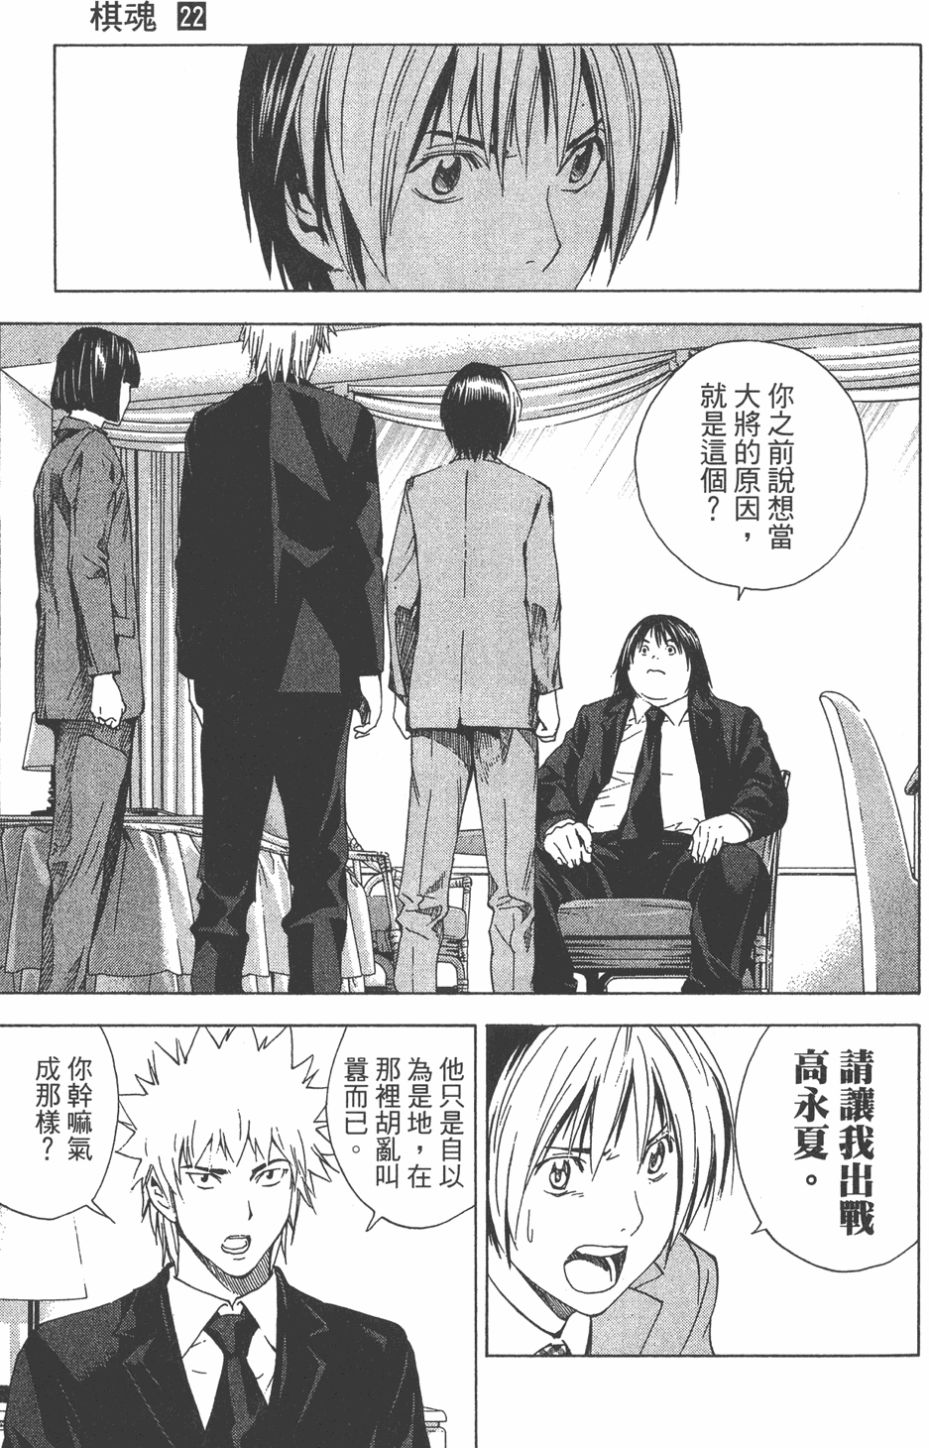 棋魂 22
你之前說想當
大將的原因，
就是這個？
請讓我出戰
高永夏。
他只是自以
為是地，在
那裡胡亂叫
囂而已。
你幹嘛氣
成那樣？